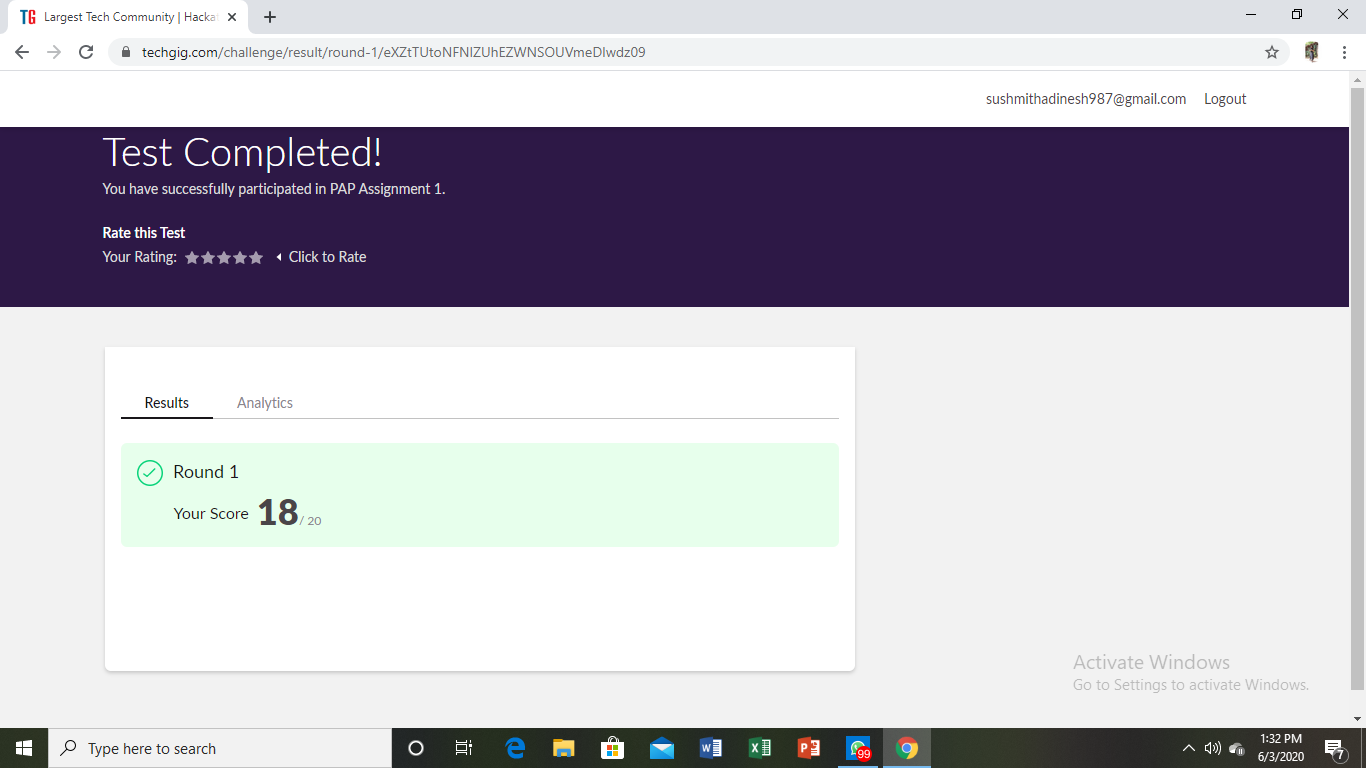 TG Largest Tech Community | Hacka
techgig.com/challenge/result/round-1/eXZtTUtoNFNIZUhEZWNSOUVmeDlwdz09
sushmithadinesh987@gmail.com Logout
Test Completed!
You have successfully participated in PAP Assignment 1.
Rate this Test
Your Rating: Click to Rate
Results Analytics
Round 1
Your Score 18 / 20
Activate Windows
Go to Settings to activate Windows.
Type here to search
99
1:32 PM
6/3/2020
7